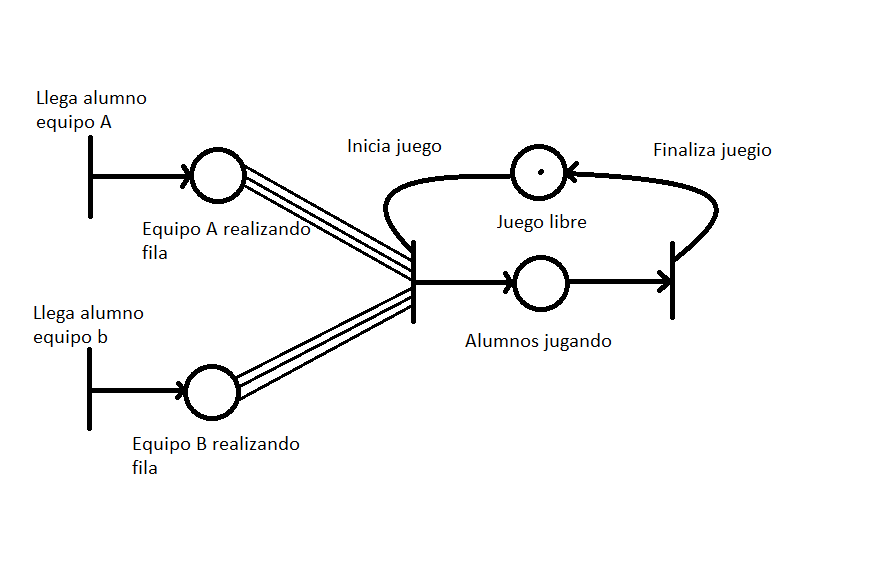 Llega alumno
equipo A
Inicia juego
Finaliza juegio
Equipo A realizando
fila
Juego libre
Llega alumno
equipo b
Alumnos jugando
Equipo B realizando
fila